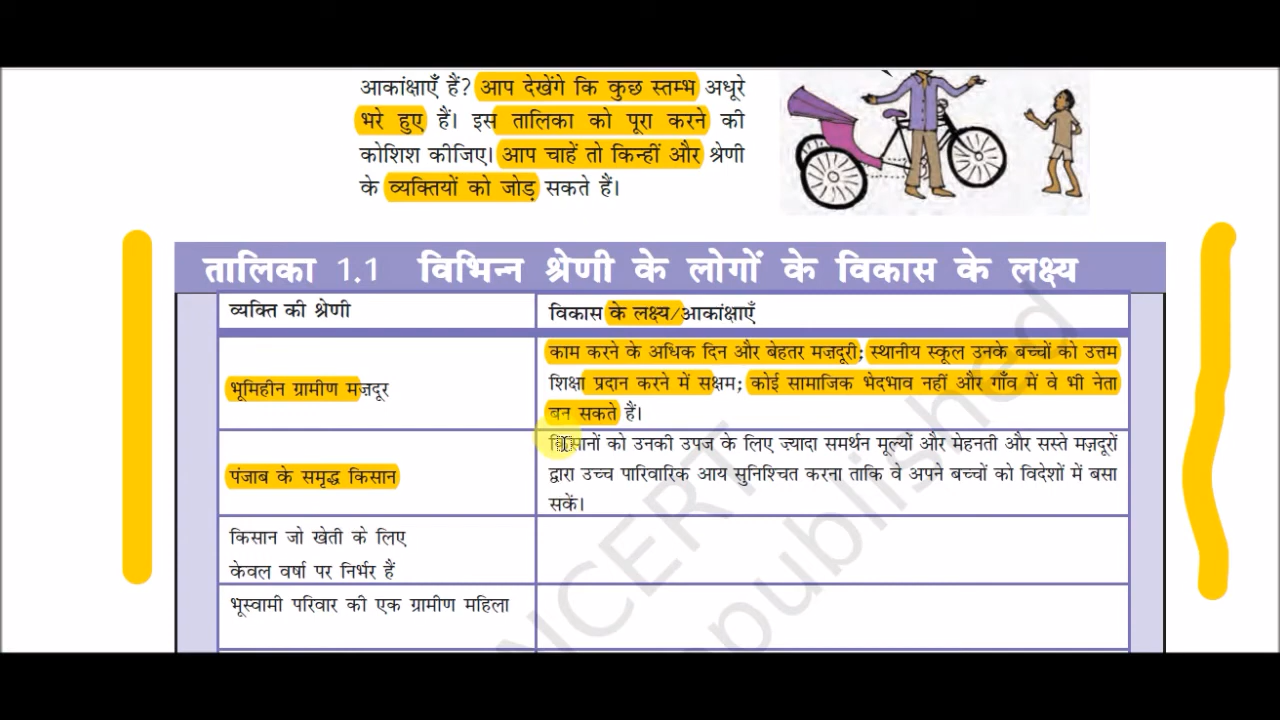 आकांक्षाएँ हैं? आप देखेंगे कि कुछ स्तम्भ अधूरे
भरे हुए हैं। इस तालिका को पूरा करने की
कोशिश कीजिए। आप चाहें तो किन्हीं और श्रेणी
के व्यक्तियों को जोड़ सकते हैं।
तालिका 1.1 विभिन्न श्रेणी के लोगों के विकास के लक्ष्य
व्यक्ति की श्रेणी
विकास के लक्ष्य/आकांक्षाएँ
भूमिहीन ग्रामीण मज़दूर
काम करने के अधिक दिन और बेहतर मज़दूरी; स्थानीय स्कूल उनके बच्चों को उत्तम
शिक्षा प्रदान करने में सक्षम; कोई सामाजिक भेदभाव नहीं और गाँव में वे भी नेता
बन सकते हैं।
पंजाब के समृद्ध किसान
किसानों को उनकी उपज के लिए ज़्यादा समर्थन मूल्यों और मेहनती और सस्ते मज़दूरों
द्वारा उच्च पारिवारिक आय सुनिश्चित करना ताकि वे अपने बच्चों को विदेशों में बसा
सकें।
किसान जो खेती के लिए
केवल वर्षा पर निर्भर हैं
भूस्वामी परिवार की एक ग्रामीण महिला
NCERT
published